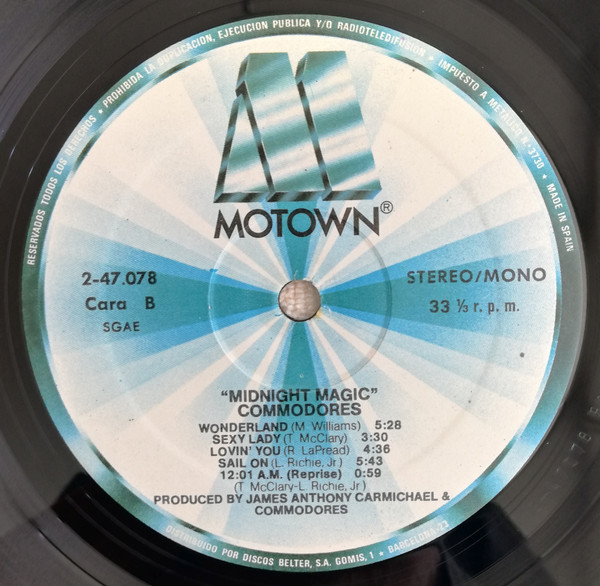 RESERVADOS TODOS LOS DERECHOS • PROHIBIDA LA DUPLICACION, EJECUCION PUBLICA Y/O RADIOTELEDIFUSION • IMPUESTO A METALICO N.º 3730 • MADE IN SPAIN
MOTOWN®
2-47.078
Cara B
SGAE
STEREO/MONO
33 ⅓ r. p. m.
"MIDNIGHT MAGIC"
COMMODORES
WONDERLAND (M. Williams) 5:28
SEXY LADY (T. McClary) 3:30
LOVIN' YOU (R. LaPread) 4:36
SAIL ON (L. Richie, Jr.) 5:43
12:01 A.M. (Reprise) 0:59
(T. McClary-L. Richie, Jr.)
PRODUCED BY JAMES ANTHONY CARMICHAEL &
COMMODORES
DISTRIBUIDO POR DISCOS BELTER, S.A. GOMIS, 1 • BARCELONA-23